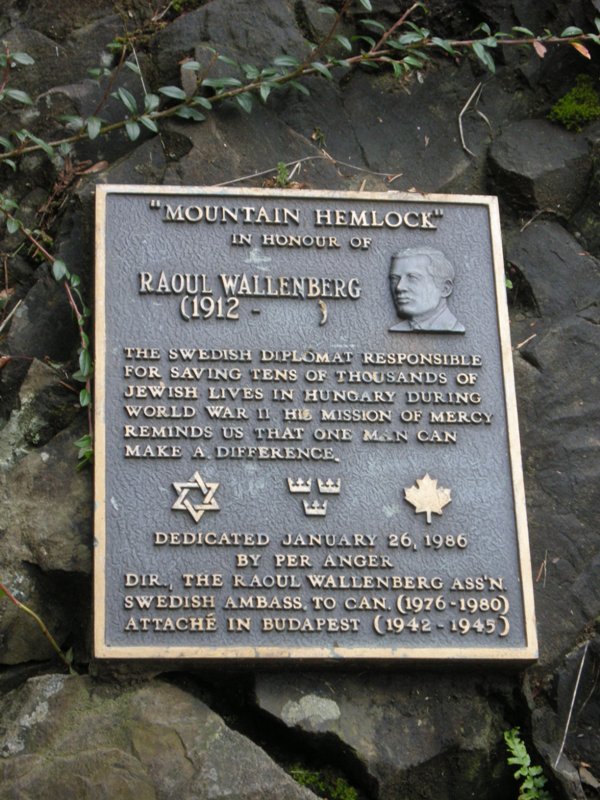 "MOUNTAIN HEMLOCK"
IN HONOUR OF
RAOUL WALLENBERG
(1912 -      )
THE SWEDISH DIPLOMAT RESPONSIBLE
FOR SAVING TENS OF THOUSANDS OF
JEWISH LIVES IN HUNGARY DURING
WORLD WAR II HIS MISSION OF MERCY
REMINDS US THAT ONE MAN CAN
MAKE A DIFFERENCE.
DEDICATED JANUARY 26, 1986
BY PER ANGER
DIR., THE RAOUL WALLENBERG ASS'N.
SWEDISH AMBASS. TO CAN. (1976 - 1980)
ATTACHÉ IN BUDAPEST (1942 - 1945)